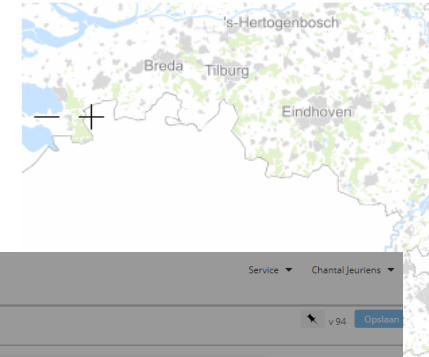 's-Hertogenbosch
Breda
Tilburg
Eindhoven
Service Chantal Jeuriens
v 94 Opslaan